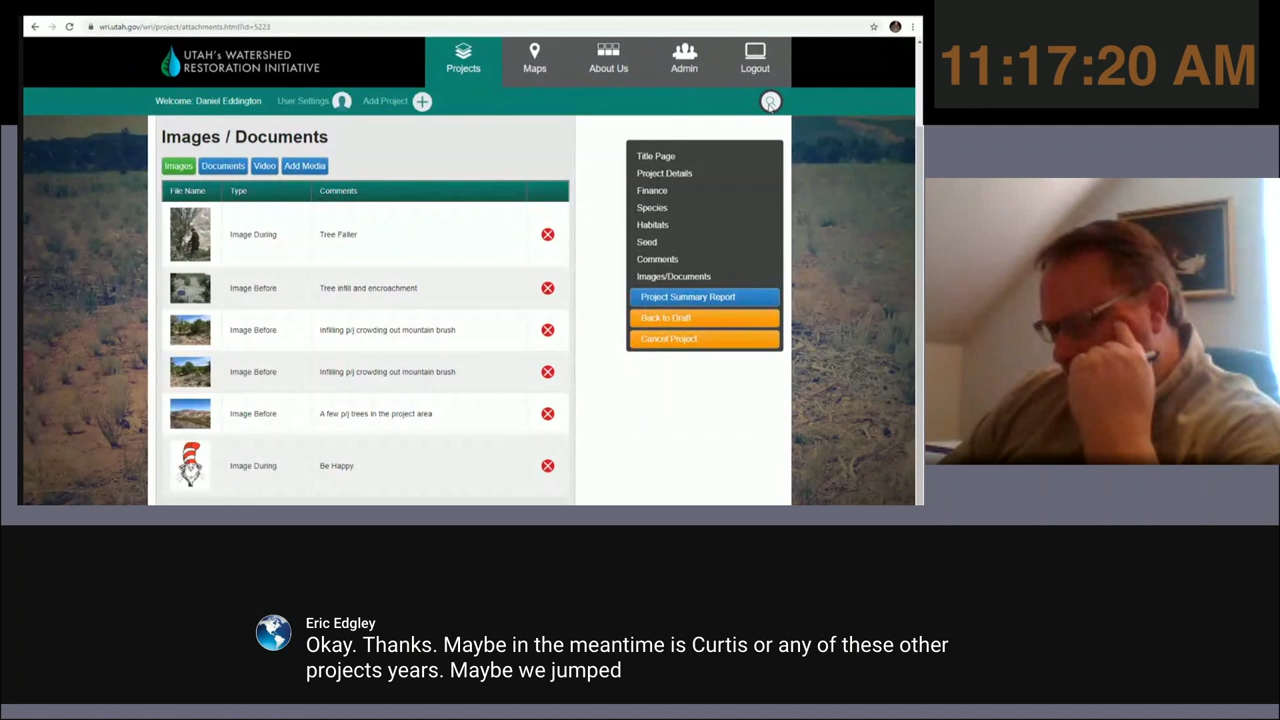 wri.utah.gov/wri/project/attachments.html?id=5223
11:17:20 AM
UTAH's WATERSHED
RESTORATION INITIATIVE
Projects
Maps
About Us
Admin
Logout
Welcome: Daniel Eddington
User Settings
Add Project
Images / Documents
Images
Documents
Video
Add Media
File Name Type Comments
Image During Tree Faller
Image Before Tree infill and encroachment
Image Before Infilling p/j crowding out mountain brush
Image Before Infilling p/j crowding out mountain brush
Image Before A few p/j trees in the project area
Image During Be Happy
Title Page
Project Details
Finance
Species
Habitats
Seed
Comments
Images/Documents
Project Summary Report
Back to Draft
Cancel Project
Eric Edgley
Okay. Thanks. Maybe in the meantime is Curtis or any of these other
projects years. Maybe we jumped